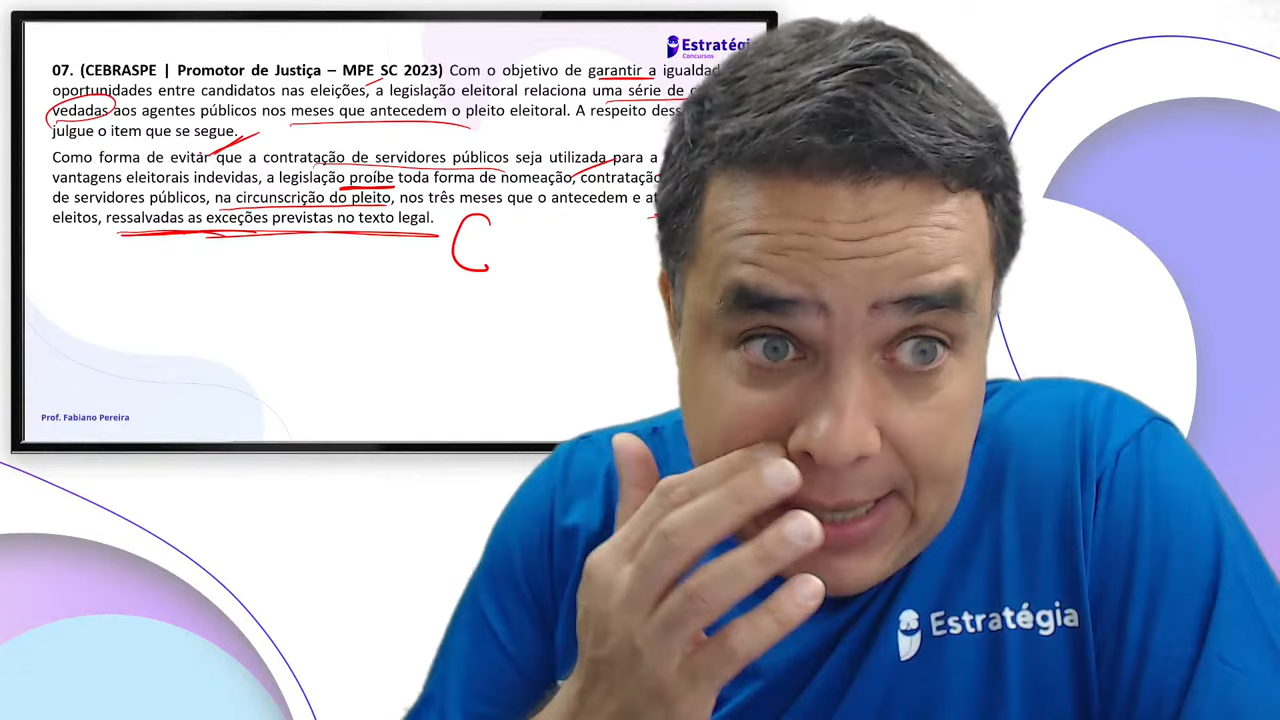 Estratégia
Concursos
07. (CEBRASPE | Promotor de Justiça – MPE SC 2023) Com o objetivo de garantir a igualdade
oportunidades entre candidatos nas eleições, a legislação eleitoral relaciona uma série de
vedadas aos agentes públicos nos meses que antecedem o pleito eleitoral. A respeito
julgue o item que se segue.
Como forma de evitar que a contratação de servidores públicos seja utilizada para a
vantagens eleitorais indevidas, a legislação proíbe toda forma de nomeação, contratação
de servidores públicos, na circunscrição do pleito, nos três meses que o antecedem e
eleitos, ressalvadas as exceções previstas no texto legal.
C
Prof. Fabiano Pereira
Estratégia